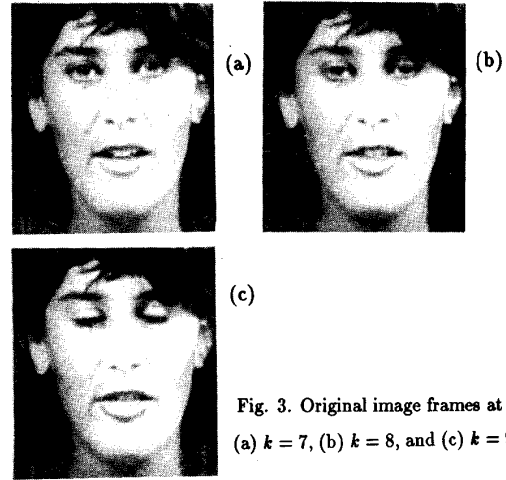 (a)
(b)
(c)
Fig. 3. Original image frames at
(a) k = 7, (b) k = 8, and (c) k =